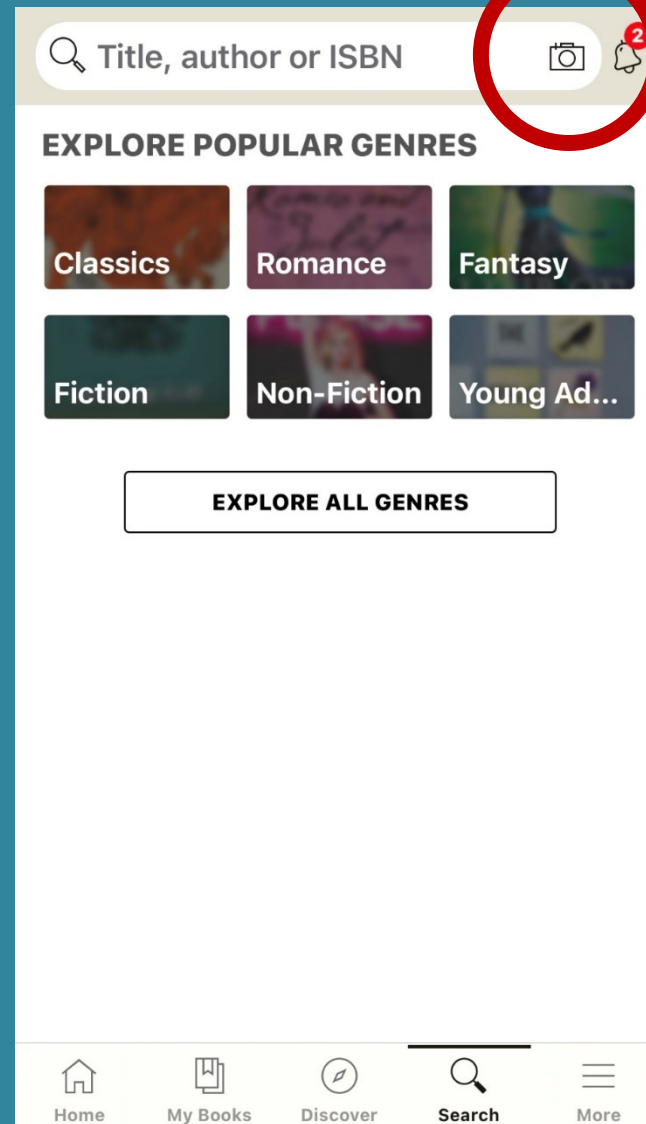 Title, author or ISBN
2
EXPLORE POPULAR GENRES
Classics
Romance
Fantasy
Fiction
Non-Fiction
Young Ad...
EXPLORE ALL GENRES
Home
My Books
Discover
Search
More